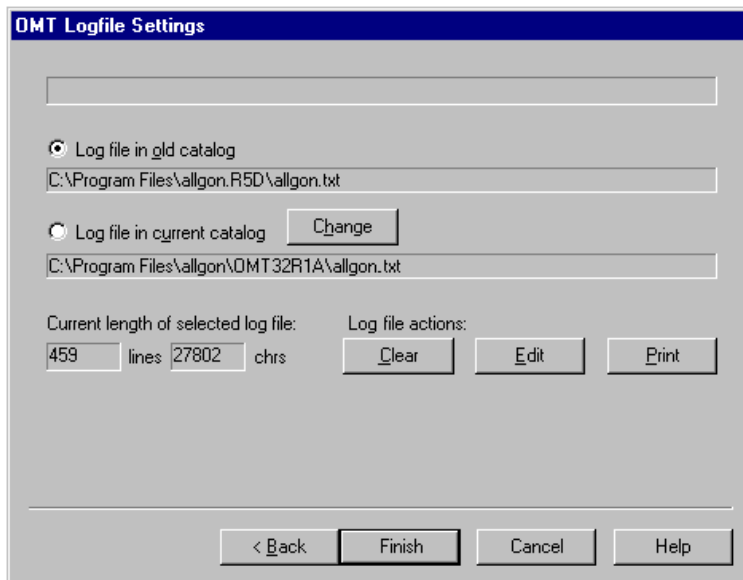 OMT Logfile Settings
Log file in old catalog
C:\Program Files\allgon.R5D\allgon.txt
Log file in current catalog Change
C:\Program Files\allgon\OMT32R1A\allgon.txt
Current length of selected log file: Log file actions:
459 lines 27802 chrs Clear Edit Print
< Back Finish Cancel Help